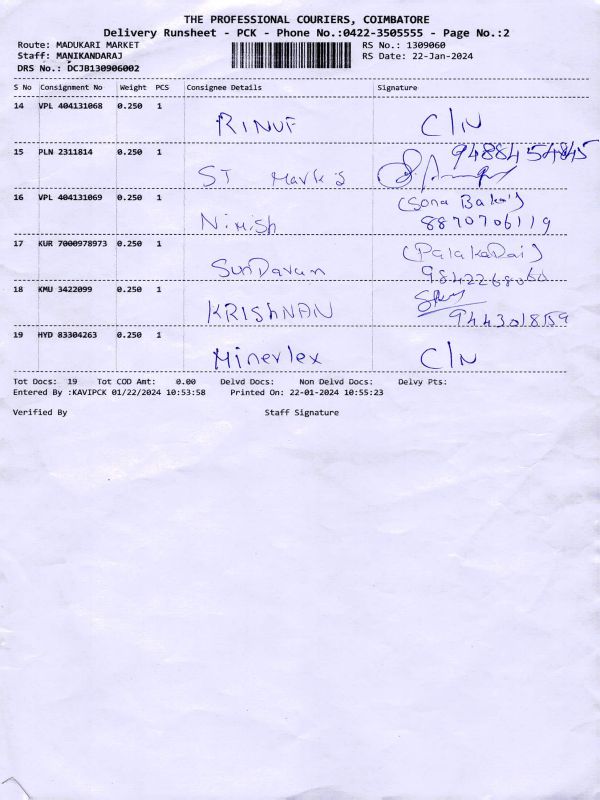 THE PROFESSIONAL COURIERS, COIMBATORE
Delivery Runsheet - PCK - Phone No.:0422-3505555 - Page No.:2
Route: MADUKARI MARKET RS No.: 1309060
Staff: MANIKANDARAJ RS Date: 22-Jan-2024
DRS No.: DCJB130906002
S No Consignment No Weight PCS Consignee Details Signature
14 VPL 404131068 0.250 1
RINUF C/N
15 PLN 2311814 0.250 1 9488454845
ST Mark's
16 VPL 404131069 0.250 1 (Sona
Nimish 8870706119
17 KUR 7000978973 0.250 1
SunDaram 9842268060
18 KMU 3422099 0.250 1
KRISHNAN 9443018159
19 HYD 83304263 0.250 1
Minerlex C/N
Tot Docs: 19 Tot COD Amt: 0.00 Delvd Docs: Non Delvd Docs: Delvy Pts:
Entered By :KAVIPCK 01/22/2024 10:53:58 Printed On: 22-01-2024 10:55:23
Verified By Staff Signature